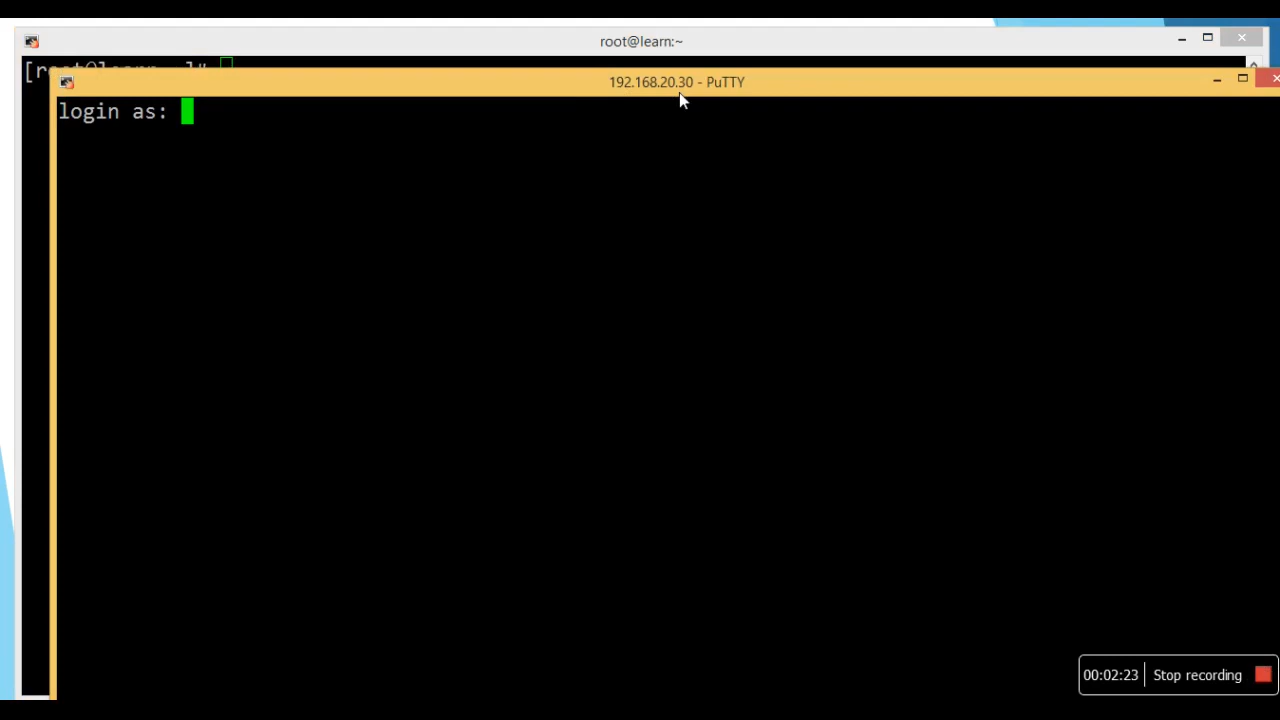 root@learn:~
192.168.20.30 - PuTTY
login as:
00:02:23 Stop recording